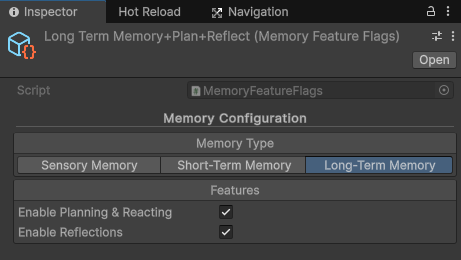 Inspector
Hot Reload
Navigation
Long Term Memory+Plan+Reflect (Memory Feature Flags)
Open
Script
MemoryFeatureFlags
Memory Configuration
Memory Type
Sensory Memory
Short-Term Memory
Long-Term Memory
Features
Enable Planning & Reacting
Enable Reflections